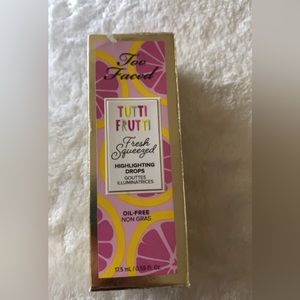 Too
Faced
TUTTI
FRUTTI
Fresh
Squeezed
HIGHLIGHTING
DROPS
GOUTTES
ILLUMINATRICES
OIL-FREE
NON GRAS
17.5 mL / 0.59 Fl. Oz